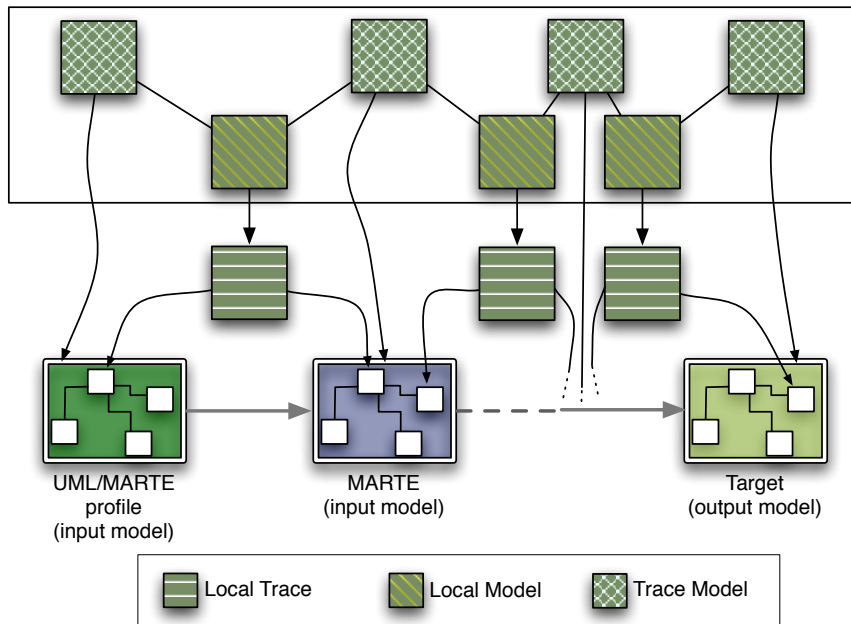 UML/MARTE
profile
(input model)
MARTE
(input model)
Target
(output model)
Local Trace
Local Model
Trace Model